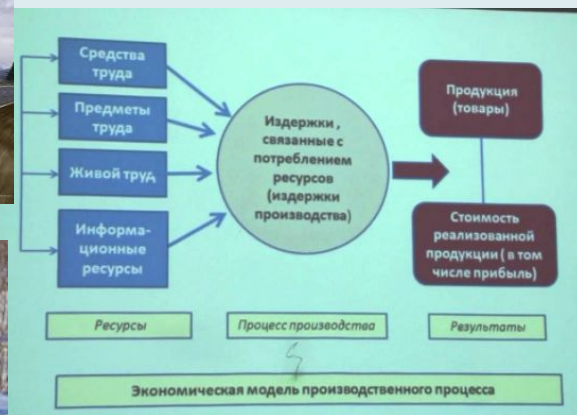 Средства
труда
Предметы
труда
Живой труд
Информа-
ционные
ресурсы
Издержки,
связанные с
потреблением
ресурсов
(издержки
производства)
Продукция
(товары)
Стоимость
реализованной
продукции ( в том
числе прибыль)
Ресурсы
Процесс производства
Результаты
Экономическая модель производственного процесса